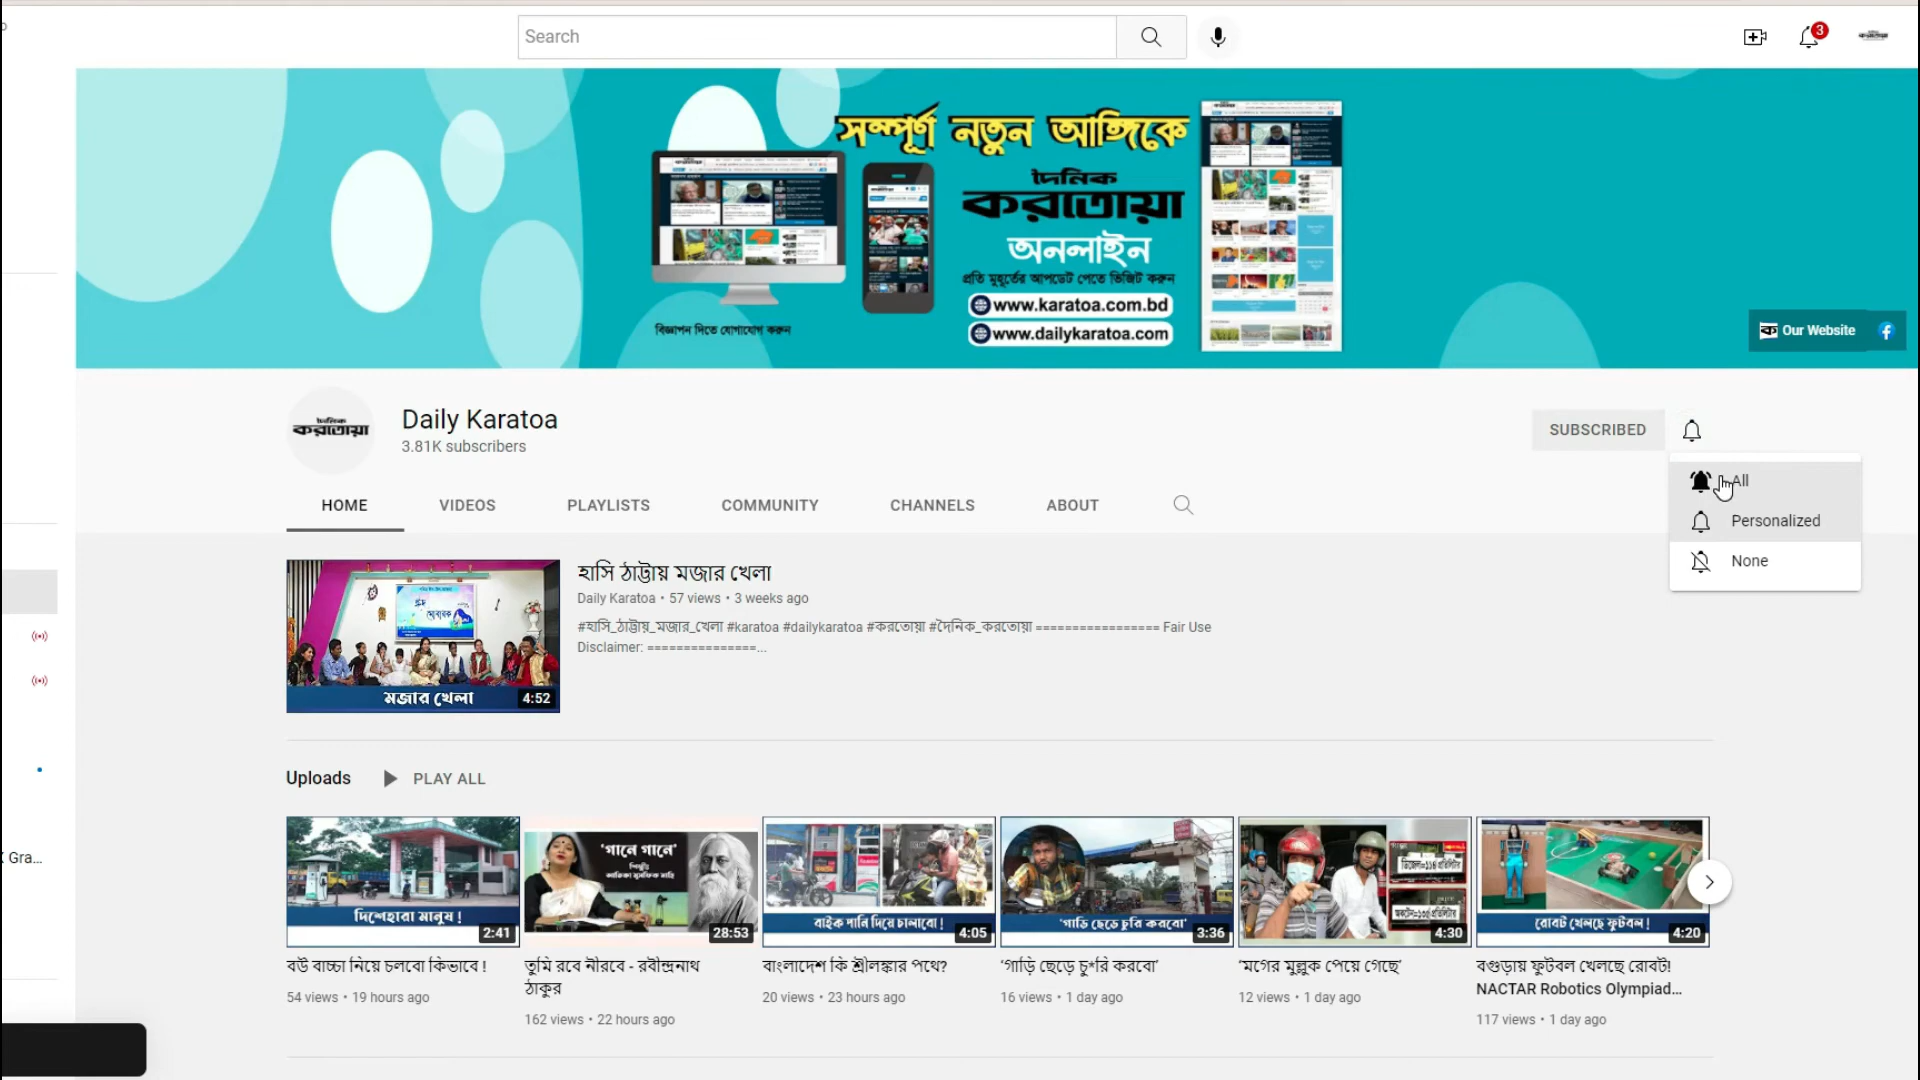 Search
3
সম্পূর্ণ নতুন আঙ্গিকে
দৈনিক
করতোয়া
অনলাইন
প্রতি মুহূর্তের আপডেট পেতে ভিজিট করুন
www.karatoa.com.bd
www.dailykaratoa.com
বিজ্ঞাপন দিতে যোগাযোগ করুন
Our Website
দৈনিক
করতোয়া
Daily Karatoa
3.81K subscribers
SUBSCRIBED
All
Personalized
None
HOME VIDEOS PLAYLISTS COMMUNITY CHANNELS ABOUT
মজার খেলা
4:52
হাসি ঠাট্টায় মজার খেলা
Daily Karatoa • 57 views • 3 weeks ago
#হাসি_ঠাট্টায়_মজার_খেলা #karatoa #dailykaratoa #করতোয়া #দৈনিক_করতোয়া ================= Fair Use
Disclaimer: ===============...
Uploads PLAY ALL
Gra...
দিশেহারা মানুষ !
2:41
বউ বাচ্চা নিয়ে চলবো কিভাবে !
54 views • 19 hours ago
'গানে গানে'
28:53
তুমি রবে নীরবে - রবীন্দ্রনাথ
ঠাকুর
162 views • 22 hours ago
বাইক পানি দিয়ে চালাবো !
4:05
বাংলাদেশ কি শ্রীলঙ্কার পথে?
20 views • 23 hours ago
'গাড়ি ছেড়ে চুরি করবো'
3:36
'গাড়ি ছেড়ে চু*রি করবো'
16 views • 1 day ago
4:30
'মগের মুল্লুক পেয়ে গেছে'
12 views • 1 day ago
রোবট খেলছে ফুটবল !
4:20
বগুড়ায় ফুটবল খেলছে রোবট!
NACTAR Robotics Olympiad...
117 views • 1 day ago